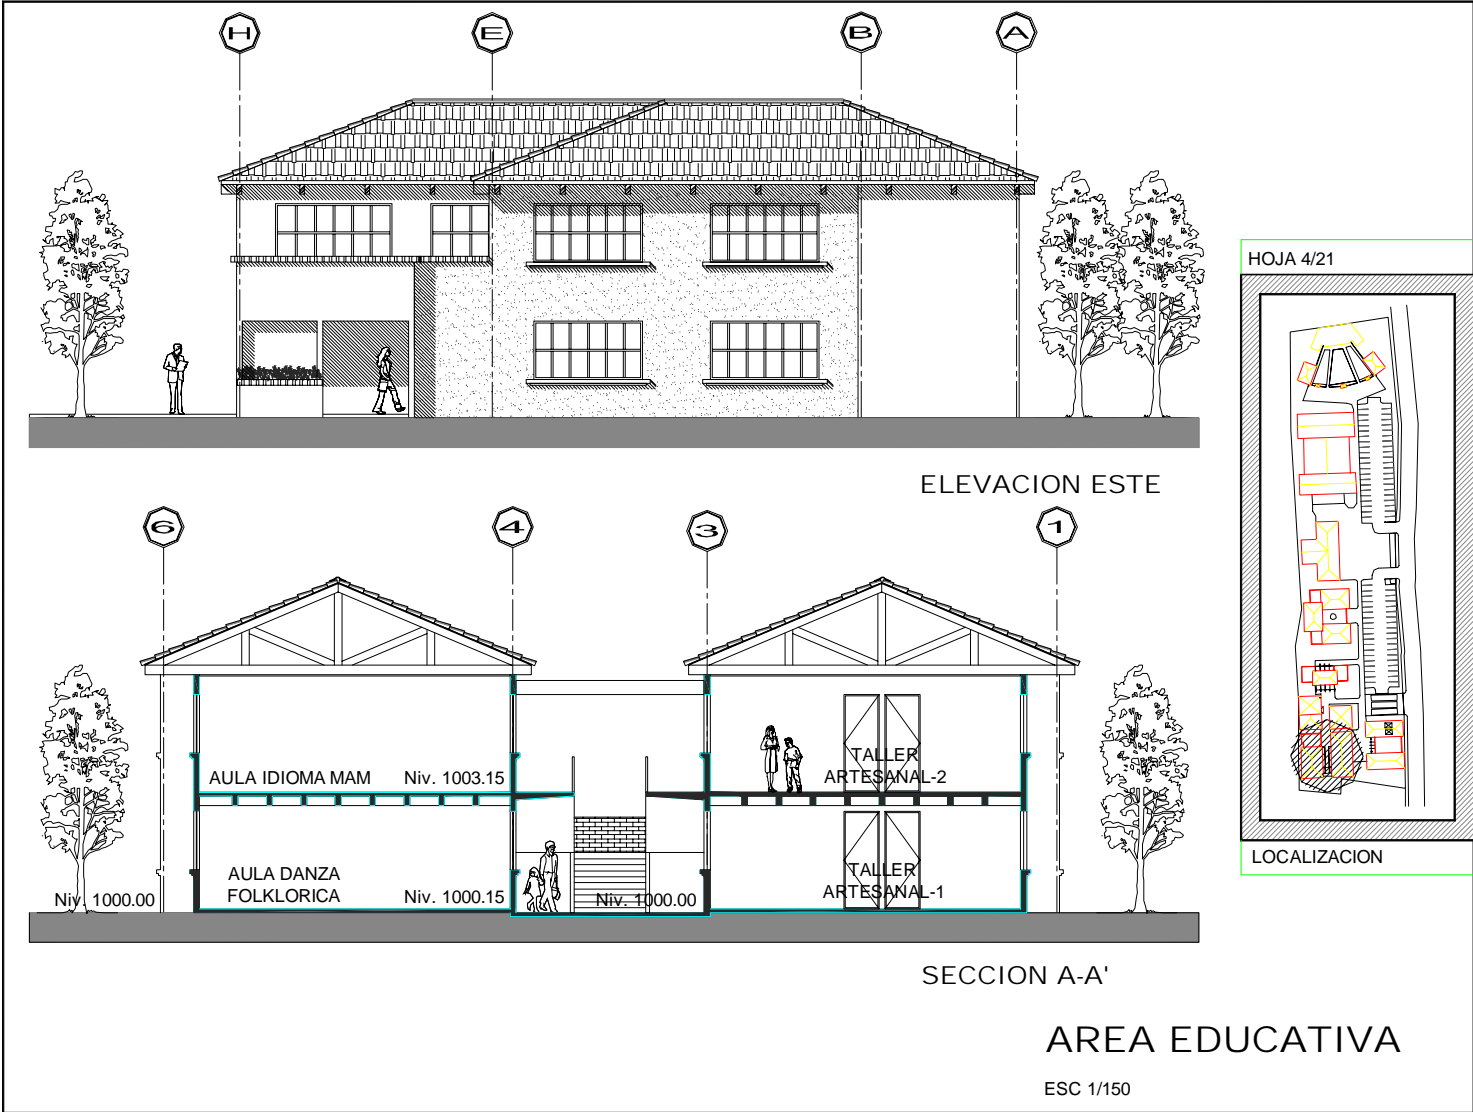 H E B A
HOJA 4/21
ELEVACION ESTE
6 4 3 1
TALLER
ARTESANAL-2
AULA IDIOMA MAM Niv. 1003.15
LOCALIZACION
AULA DANZA
FOLKLORICA
TALLER
ARTESANAL-1
Niv. 1000.00 Niv. 1000.15 Niv. 1000.00
SECCION A-A'
AREA EDUCATIVA
ESC 1/150